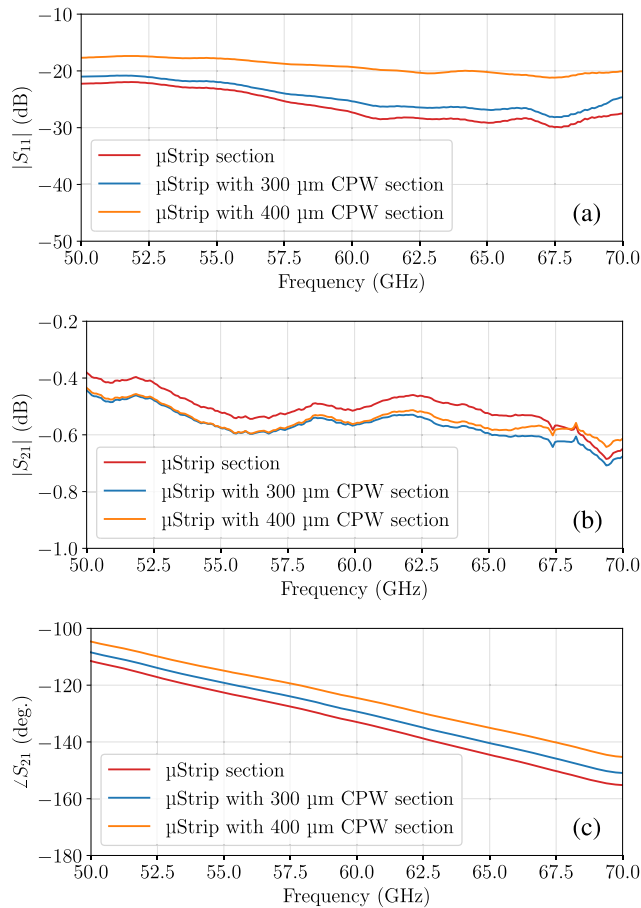 −10
−20
−30
−40
−50
|S11| (dB)
µStrip section
µStrip with 300 µm CPW section
µStrip with 400 µm CPW section
(a)
50.0 52.5 55.0 57.5 60.0 62.5 65.0 67.5 70.0
Frequency (GHz)
−0.2
−0.4
−0.6
−0.8
−1.0
|S21| (dB)
µStrip section
µStrip with 300 µm CPW section
µStrip with 400 µm CPW section
(b)
50.0 52.5 55.0 57.5 60.0 62.5 65.0 67.5 70.0
Frequency (GHz)
−100
−120
−140
−160
−180
∠S21 (deg.)
µStrip section
µStrip with 300 µm CPW section
µStrip with 400 µm CPW section
(c)
50.0 52.5 55.0 57.5 60.0 62.5 65.0 67.5 70.0
Frequency (GHz)